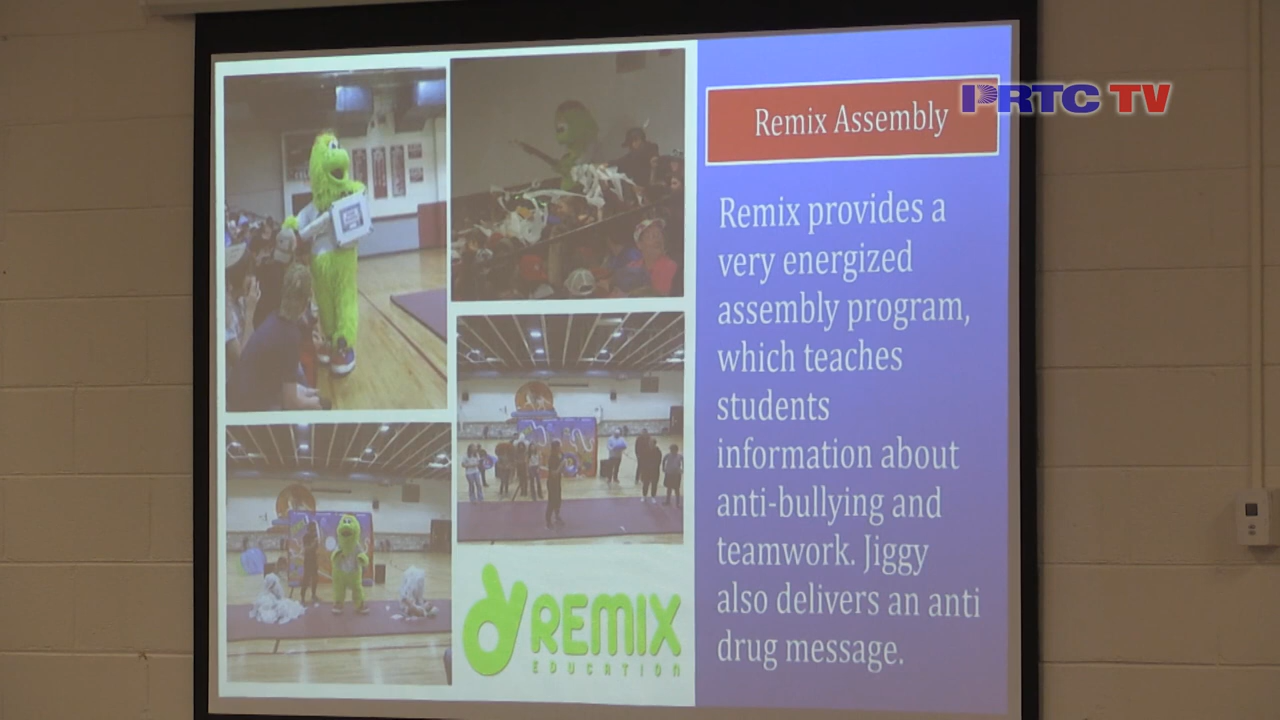 PRTC TV
Remix Assembly
Remix provides a
very energized
assembly program,
which teaches
students
information about
anti-bullying and
teamwork. Jiggy
also delivers an anti
drug message.
REMIX
EDUCATION